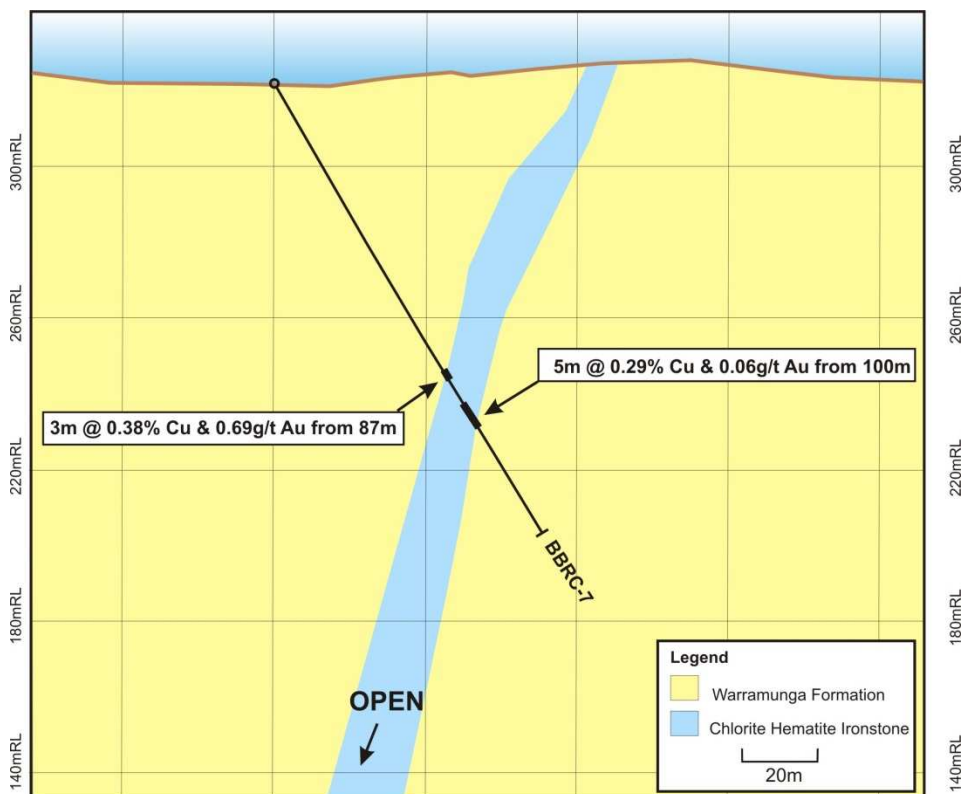 300mRL
300mRL
260mRL
260mRL
5m @ 0.29% Cu & 0.06g/t Au from 100m
3m @ 0.38% Cu & 0.69g/t Au from 87m
220mRL
220mRL
BBRC-7
180mRL
180mRL
Legend
Warramunga Formation
Chlorite Hematite Ironstone
20m
OPEN
140mRL
140mRL